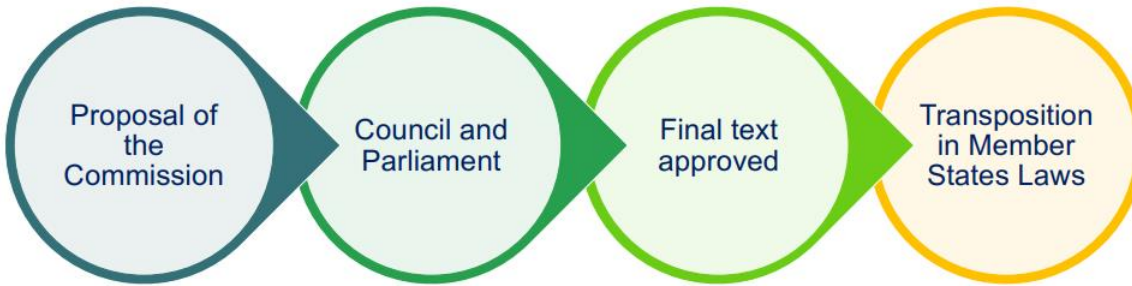 Proposal of
the
Commission
Council and
Parliament
Final text
approved
Transposition
in Member
States Laws